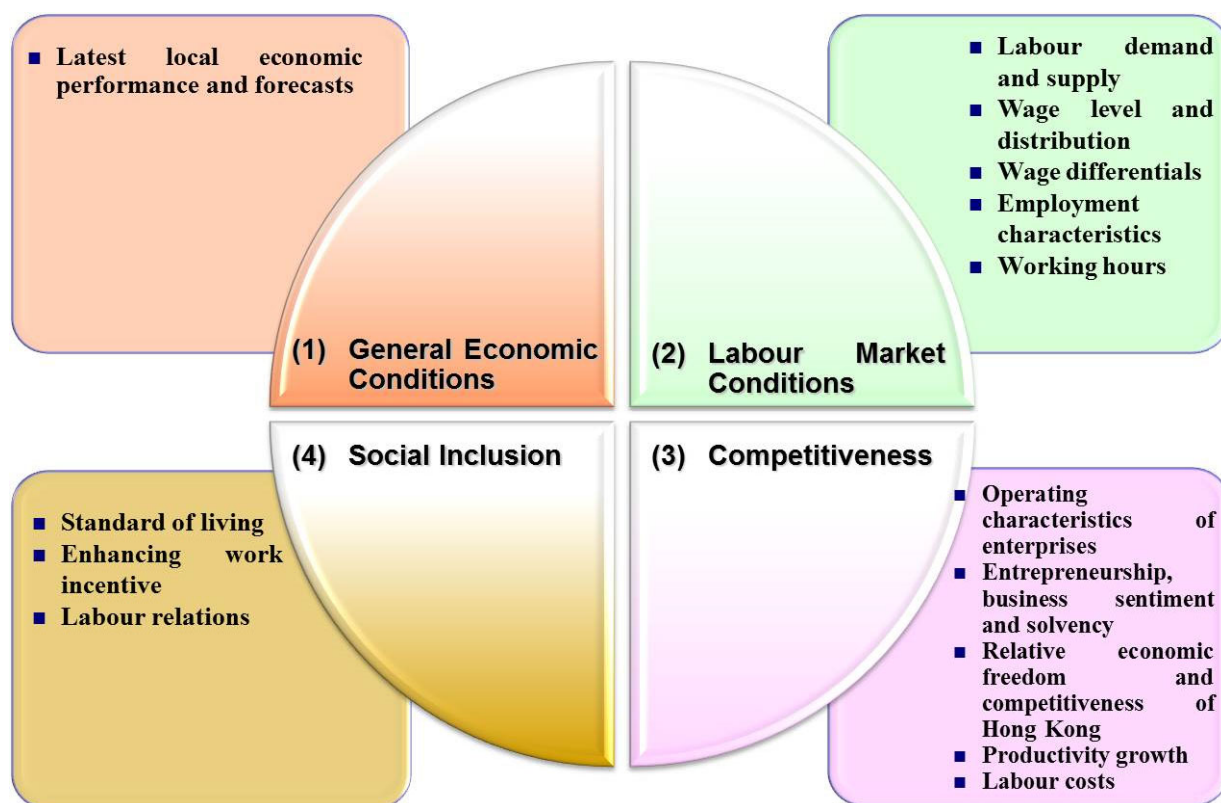 ■ Latest local economic
performance and forecasts
(1) General Economic
Conditions
■ Labour demand
and supply
■ Wage level and
distribution
■ Wage differentials
■ Employment
characteristics
■ Working hours
(2) Labour Market
Conditions
(4) Social Inclusion
■ Standard of living
■ Enhancing work
incentive
■ Labour relations
(3) Competitiveness
■ Operating
characteristics of
enterprises
■ Entrepreneurship,
business sentiment
and solvency
■ Relative economic
freedom and
competitiveness of
Hong Kong
■ Productivity growth
■ Labour costs